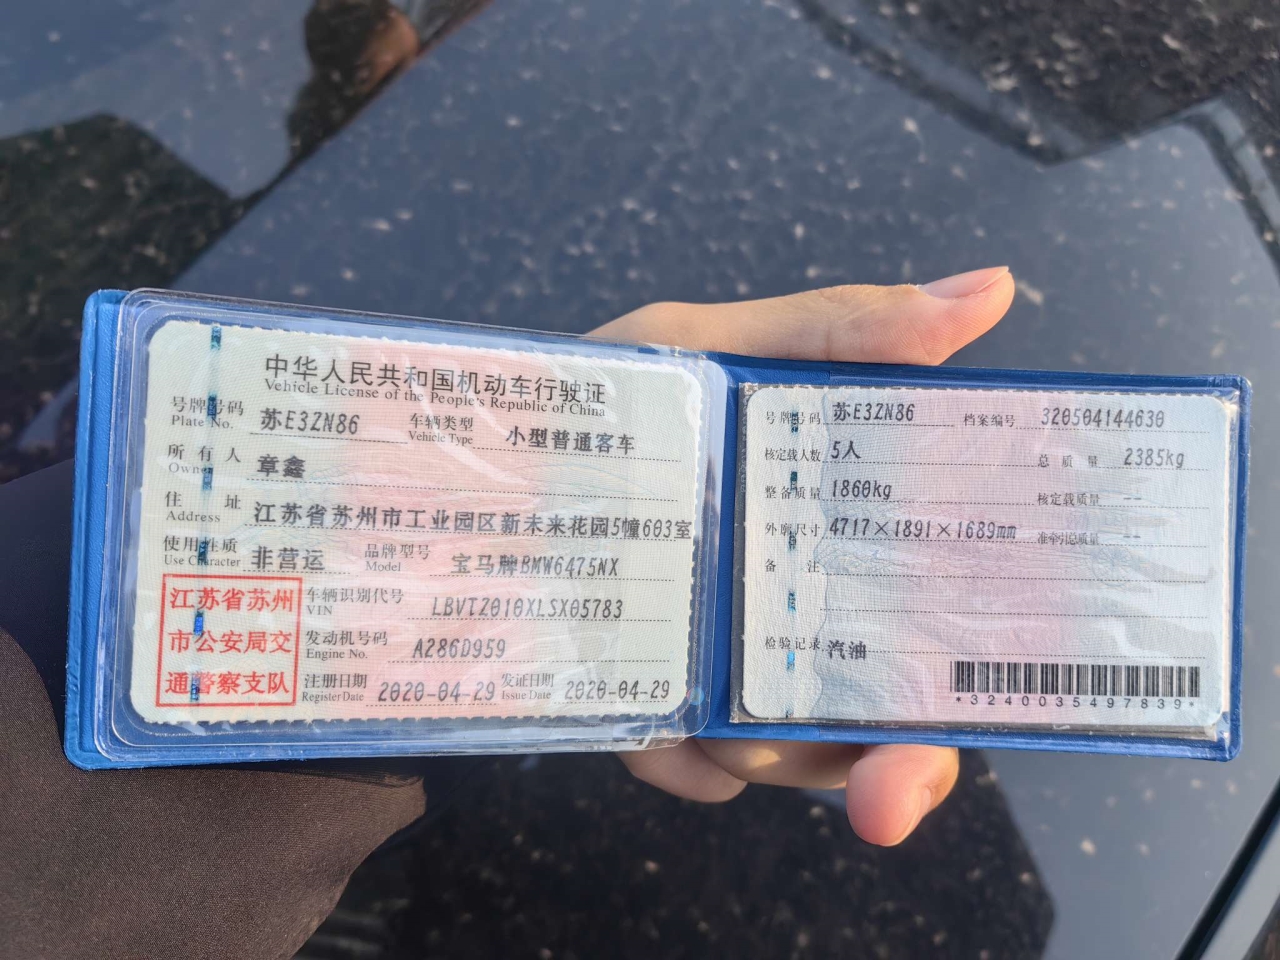 中华人民共和国机动车行驶证
Vehicle License of the People's Republic of China
号牌号码 苏E3ZN86 车辆类型 小型普通客车
Plate No. Vehicle Type
所有人 章鑫
Owner
住址 江苏省苏州市工业园区新未来花园5幢603室
Address
使用性质 非营运 品牌型号 宝马牌BMW6475NX
Use Character Model
江苏省苏州
市公安局交
通警察支队
车辆识别代号 LBVTZ010XLSX05783
VIN
发动机号码 A286D959
Engine No.
注册日期 2020-04-29 发证日期 2020-04-29
Register Date Issue Date
号牌号码 苏E3ZN86 档案编号 320504144630
核定载人数 5人 总质量 2385kg
整备质量 1860kg 核定载质量 --
外廓尺寸 4717×1891×1689mm 准牵引总质量 --
备注
检验记录 汽油
*3240035497839*